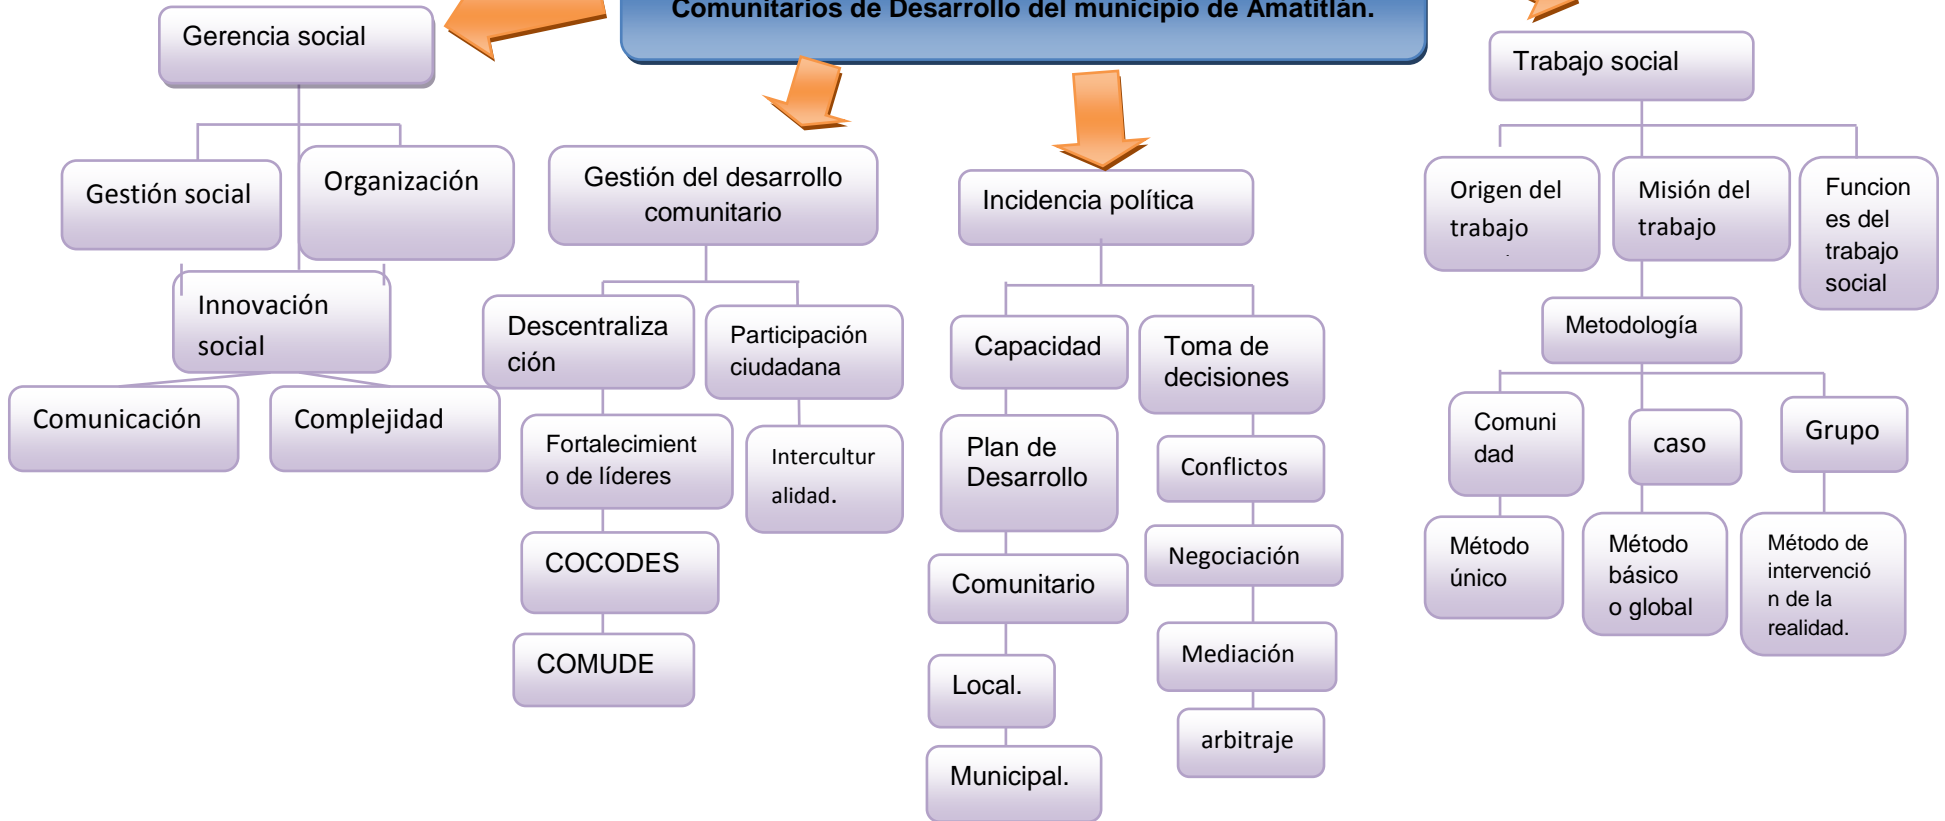 Comunitarios de Desarrollo del municipio de Amatitlán.
Gerencia social
Gestión social
Organización
Innovación
social
Comunicación
Complejidad
Gestión del desarrollo
comunitario
Descentraliza
ción
Participación
ciudadana
Fortalecimient
o de líderes
Intercultur
alidad.
COCODES
COMUDE
Incidencia política
Capacidad
Toma de
decisiones
Plan de
Desarrollo
Conflictos
Comunitario
Negociación
Local.
Mediación
Municipal.
arbitraje
Trabajo social
Origen del
trabajo
Misión del
trabajo
Funcion
es del
trabajo
social
Metodología
Comuni
dad
caso
Grupo
Método
único
Método
básico
o global
Método de
intervenció
n de la
realidad.